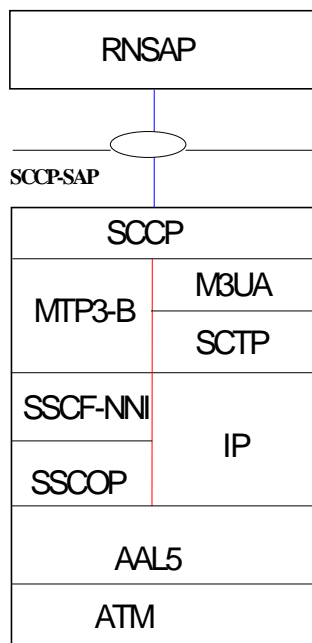 RNSAP
SCCP-SAP
SCCP
MTP3-B
M3UA
SCTP
SSCF-NNI
SSCOP
IP
AAL5
ATM